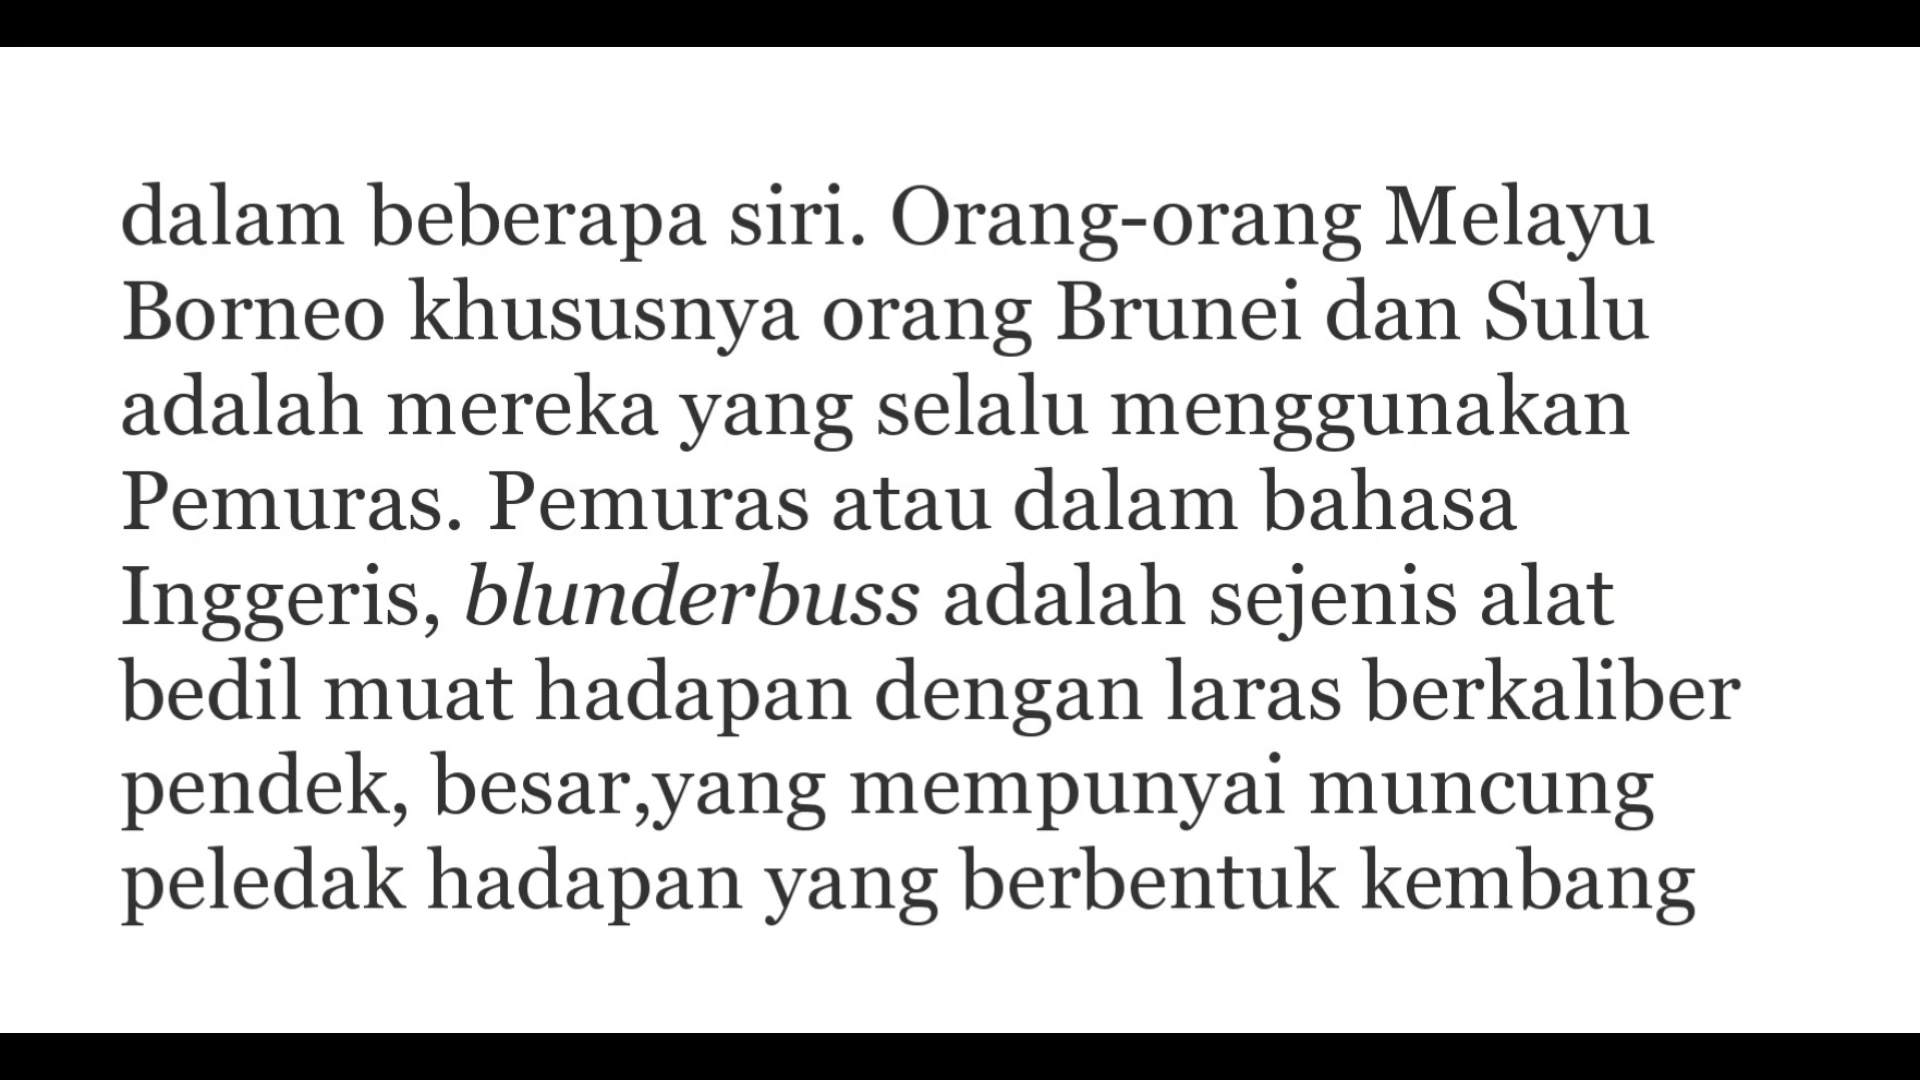 dalam beberapa siri. Orang-orang Melayu
Borneo khususnya orang Brunei dan Sulu
adalah mereka yang selalu menggunakan
Pemuras. Pemuras atau dalam bahasa
Inggeris, blunderbuss adalah sejenis alat
bedil muat hadapan dengan laras berkaliber
pendek, besar,yang mempunyai muncung
peledak hadapan yang berbentuk kembang